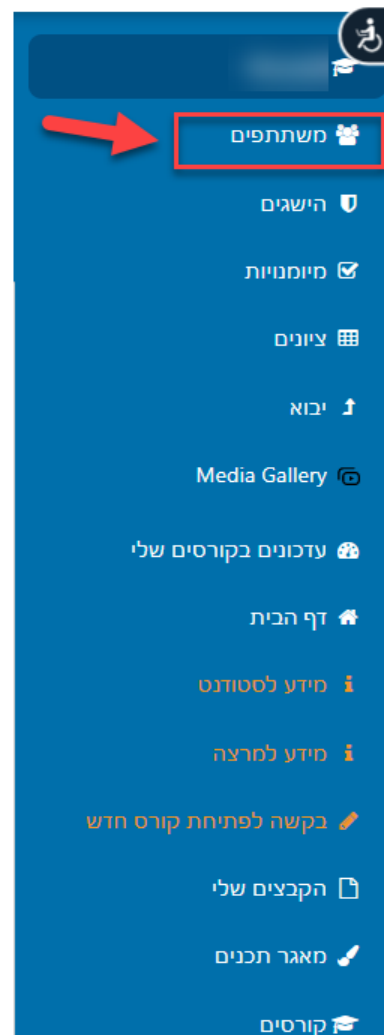 משתתפים
הישגים
מיומנויות
ציונים
יבוא
Media Gallery
עדכונים בקורסים שלי
דף הבית
מידע לסטודנט
מידע למרצה
בקשה לפתיחת קורס חדש
הקבצים שלי
מאגר תכנים
קורסים